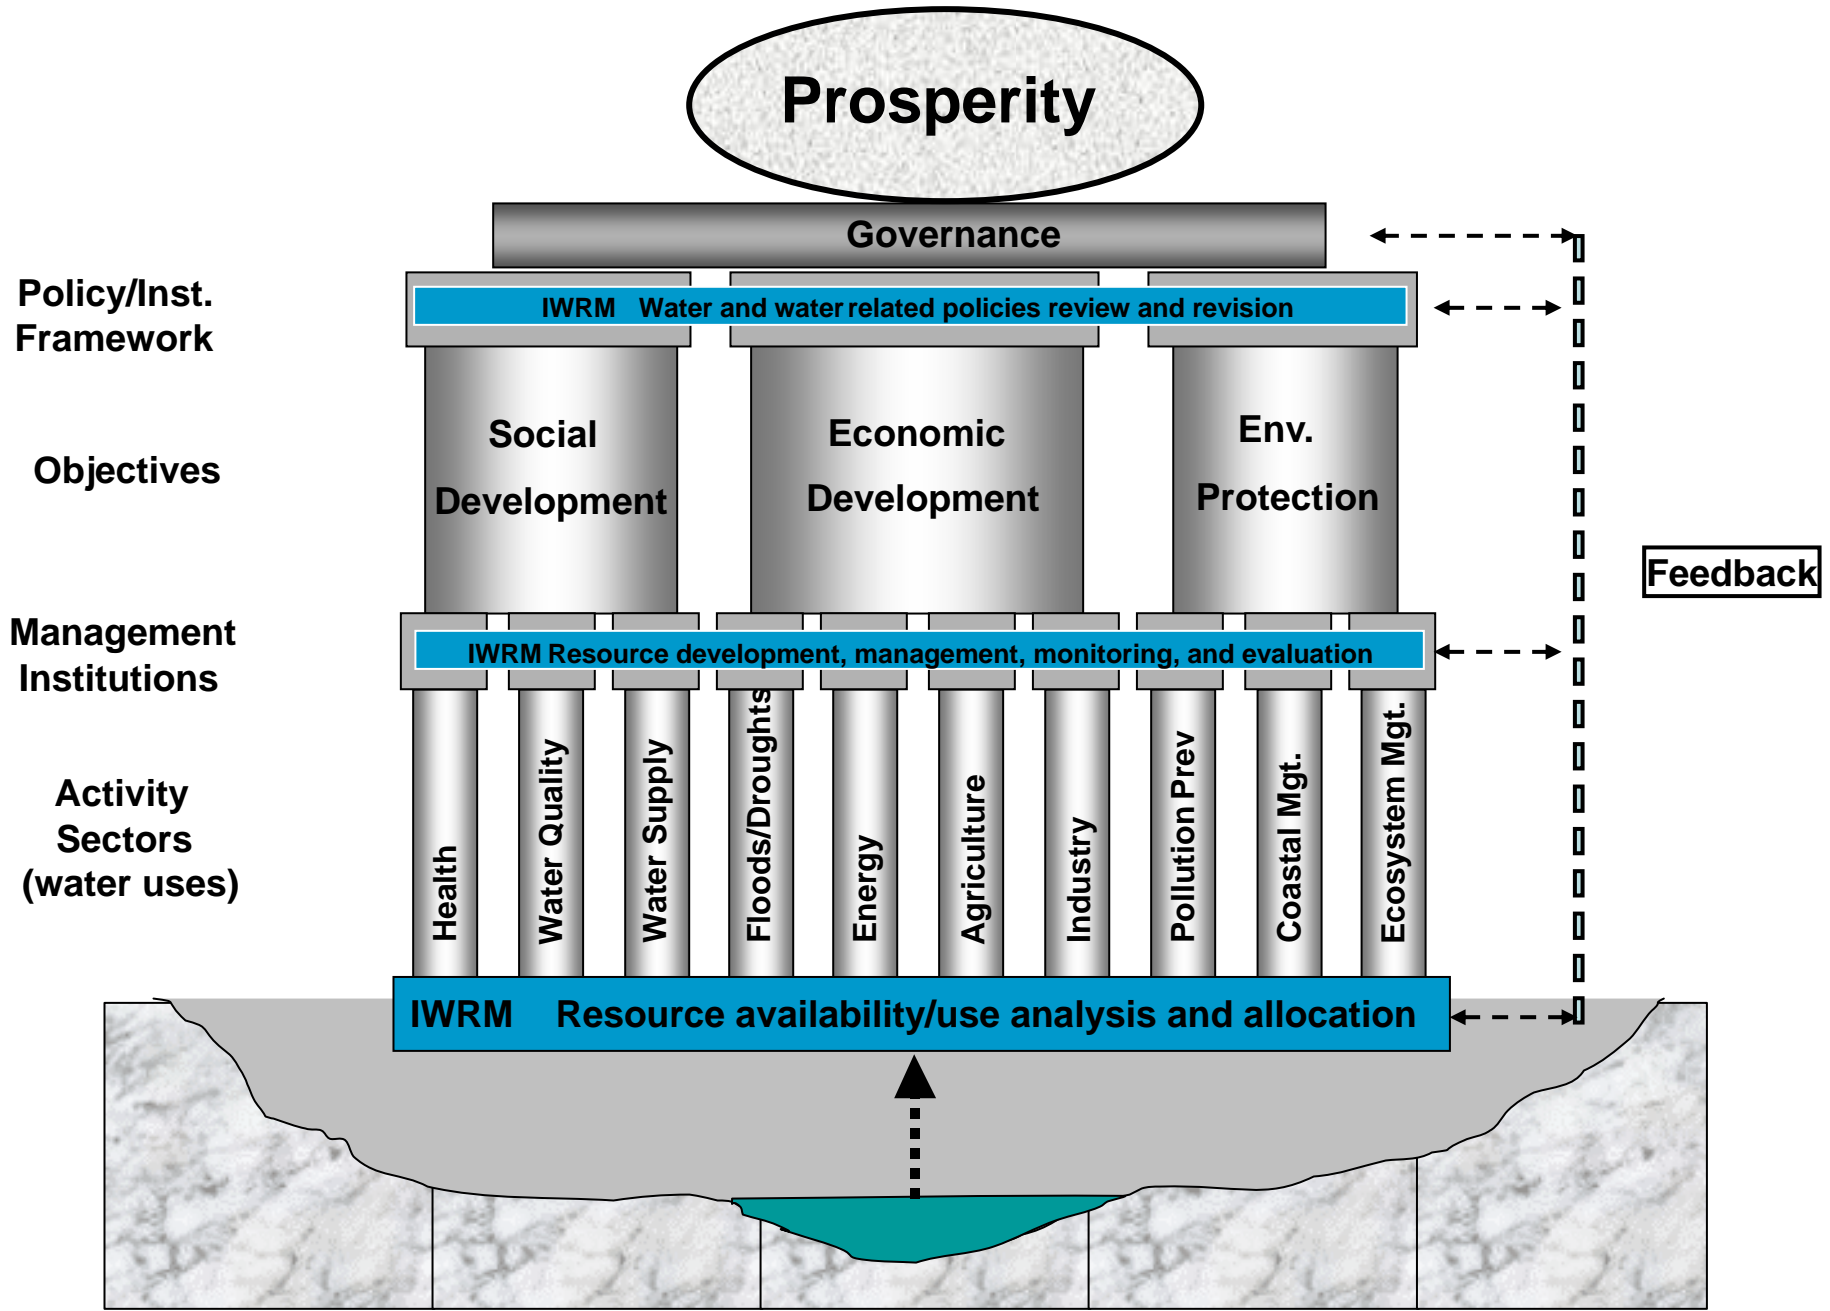 Prosperity
Governance
Policy/Inst.
Framework
IWRM Water and water related policies review and revision
Objectives
Social
Development
Economic
Development
Env.
Protection
Feedback
Management
Institutions
IWRM Resource development, management, monitoring, and evaluation
Activity
Sectors
(water uses)
Health
Water Quality
Water Supply
Floods/Droughts
Energy
Agriculture
Industry
Pollution Prev
Coastal Mgt.
Ecosystem Mgt.
IWRM Resource availability/use analysis and allocation